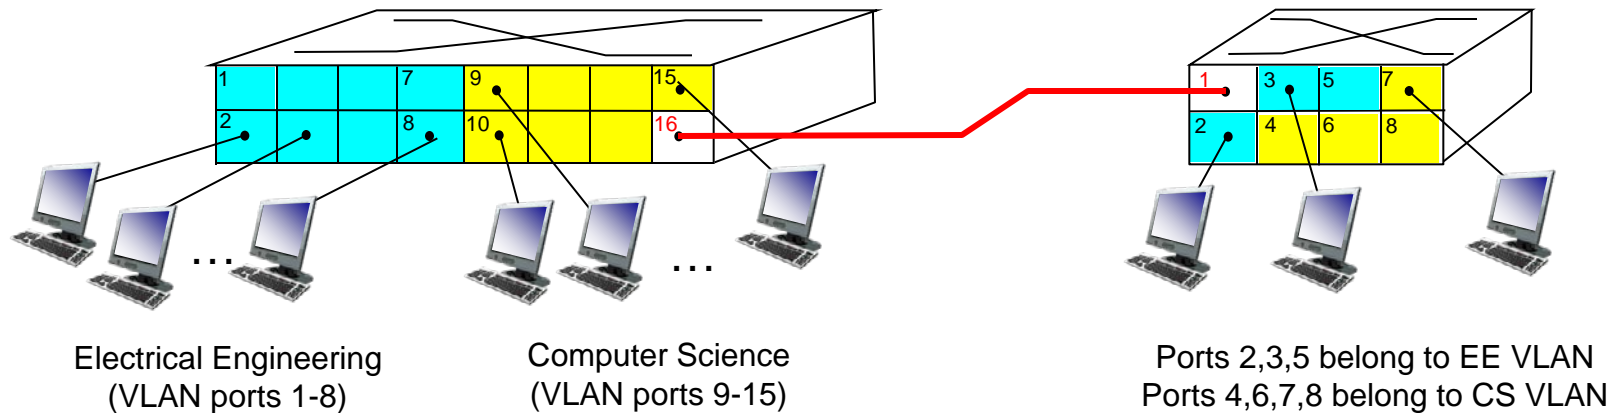 1 7 9 15
2 8 10 16
1 3 5 7
2 4 6 8
... ...
Electrical Engineering
(VLAN ports 1-8)
Computer Science
(VLAN ports 9-15)
Ports 2,3,5 belong to EE VLAN
Ports 4,6,7,8 belong to CS VLAN